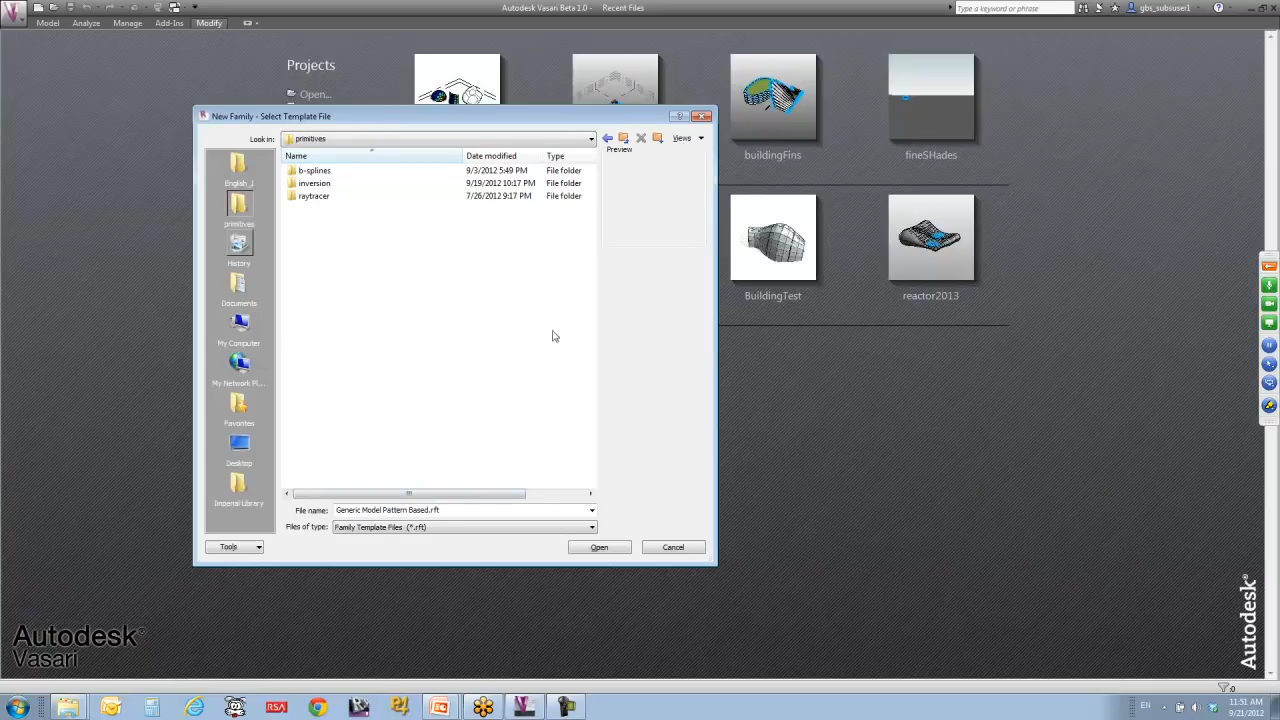 Autodesk Vasari Beta 1.0 - Recent Files
Type a keyword or phrase
gbs_subsuser1
Model Analyze Manage Add-Ins Modify
Projects
Open...
New Family - Select Template File
Look in: primitives
Views
Name Date modified Type
Preview
b-splines 9/3/2012 5:49 PM File folder
inversion 9/19/2012 10:17 PM File folder
raytracer 7/26/2012 9:17 PM File folder
English_I
primitives
History
Documents
My Computer
My Network Pl...
Favorites
Desktop
Imperial Library
File name: Generic Model Pattern Based.rft
Files of type: Family Template Files (*.rft)
Tools Open Cancel
buildingFins
fineSHades
BuildingTest
reactor2013
Autodesk®
Vasari
Autodesk®
:0
RSA
EN
11:51 AM
9/21/2012